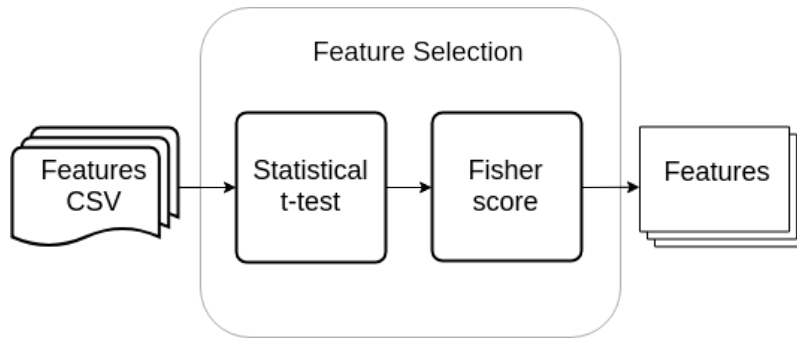 Feature Selection
Features
CSV
Statistical
t-test
Fisher
score
Features